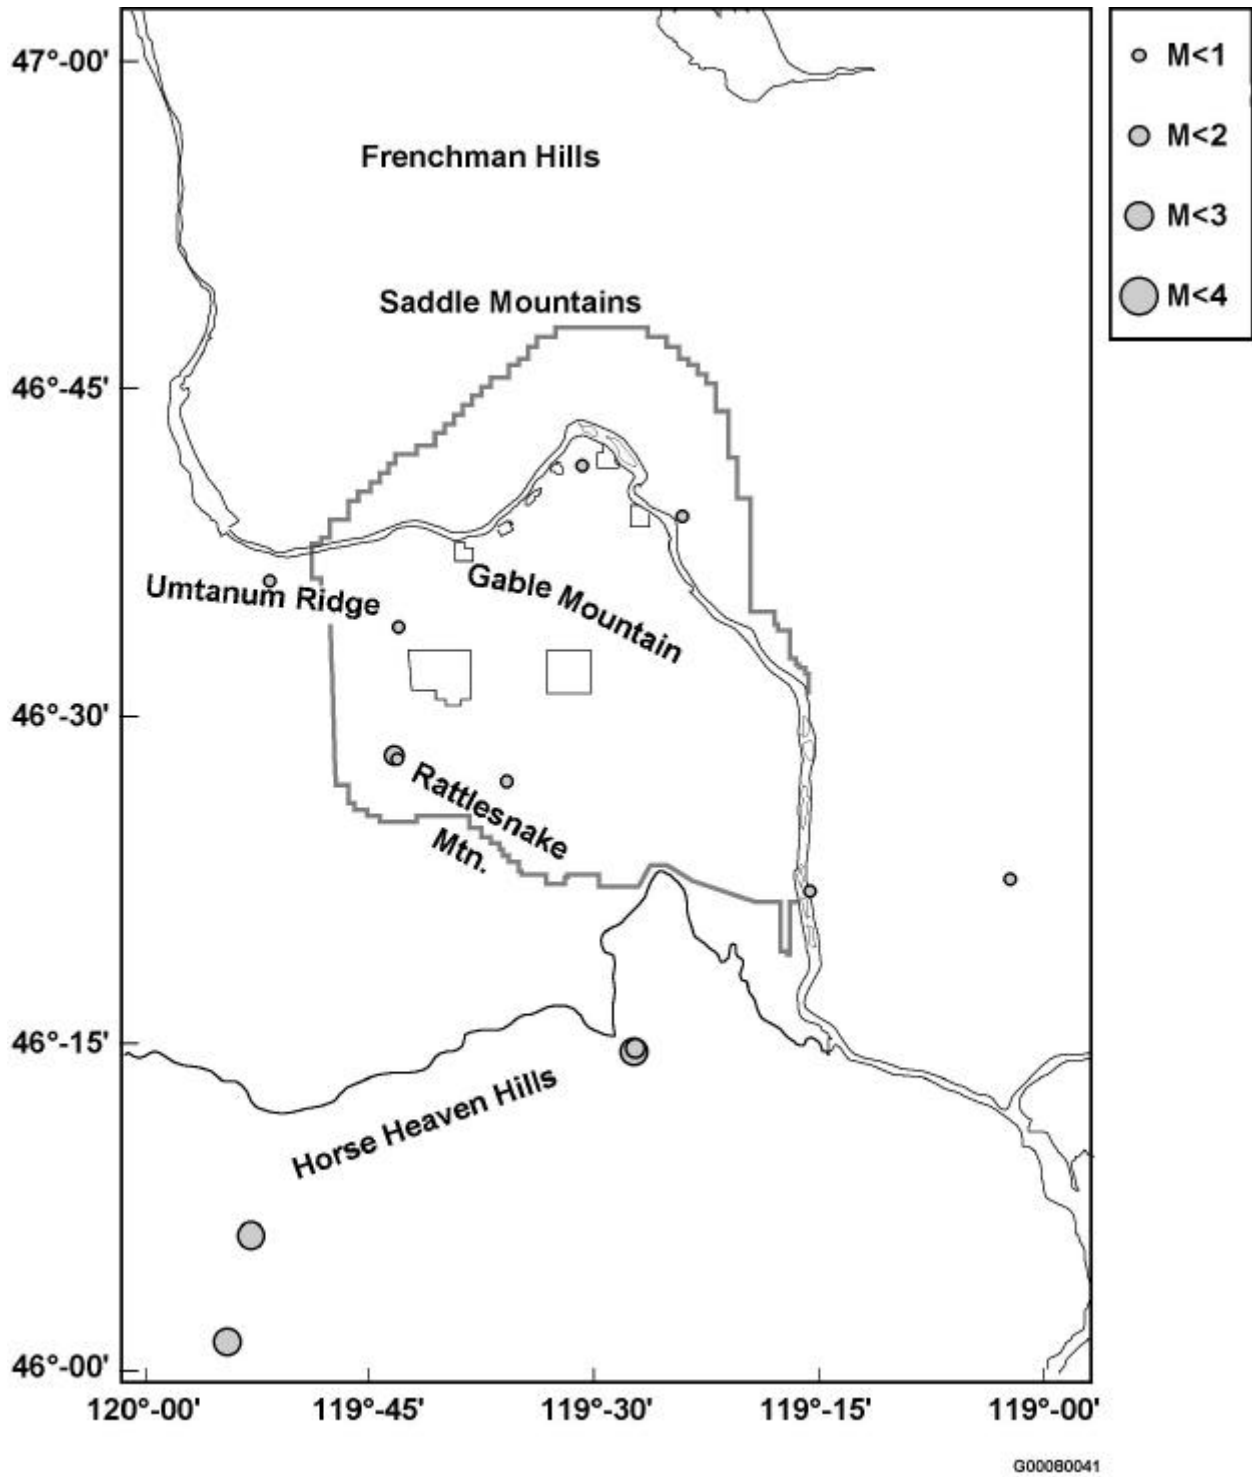 47°-00'
M<1
M<2
Frenchman Hills
M<3
M<4
Saddle Mountains
46°-45'
Umtanum Ridge
Gable Mountain
46°-30'
Rattlesnake
Mtn.
46°-15'
Horse Heaven Hills
46°-00'
120°-00' 119°-45' 119°-30' 119°-15' 119°-00'
G00080041